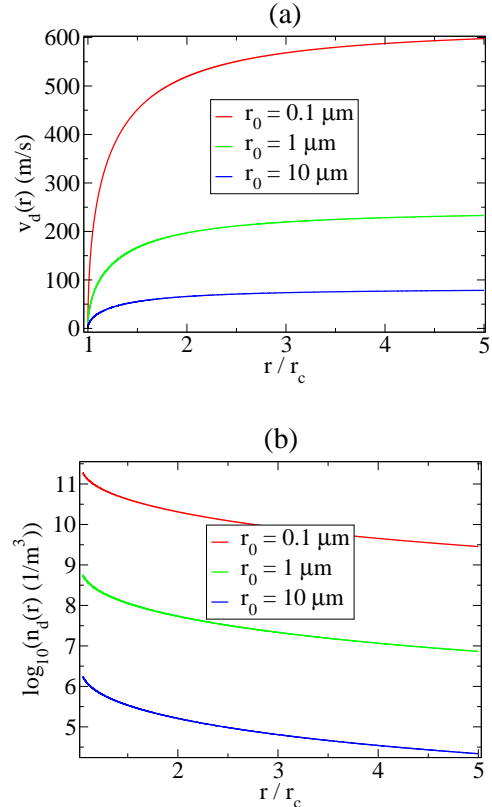 (a)
600
500
400
300
200
100
0
v_d(r) (m/s)
r_0 = 0.1 μm
r_0 = 1 μm
r_0 = 10 μm
1 2 3 4 5
r / r_c
(b)
11
10
9
8
7
6
5
log_10(n_d(r) (1/m^3))
r_0 = 0.1 μm
r_0 = 1 μm
r_0 = 10 μm
2 3 4 5
r / r_c